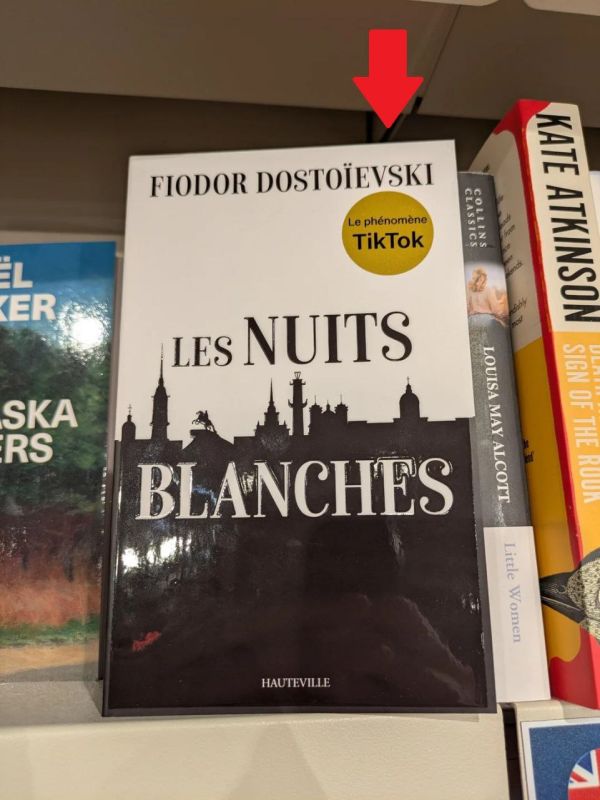 FIODOR DOSTOÏEVSKI
Le phénomène
TikTok
LES NUITS
BLANCHES
HAUTEVILLE
ËL
KER
ASKA
ERS
COLLINS
CLASSICS
LOUISA MAY ALCOTT
Little Women
KATE ATKINSON
SIGN OF THE ROOK